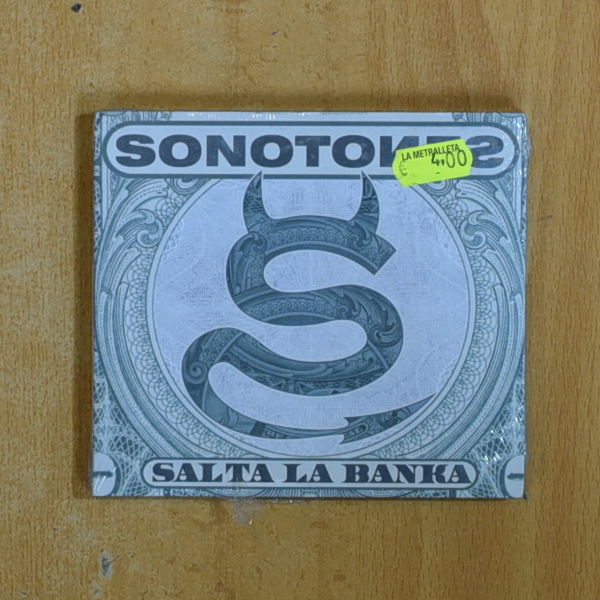 SONOTONES
LA METRALLETA
€ 4,00
SALTA LA BANKA